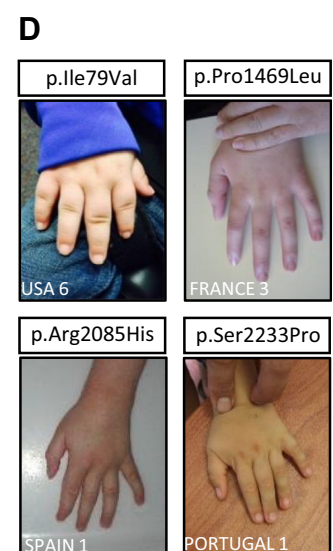 D
p.Ile79Val
p.Pro1469Leu
USA 6
FRANCE 3
p.Arg2085His
p.Ser2233Pro
SPAIN 1
PORTUGAL 1